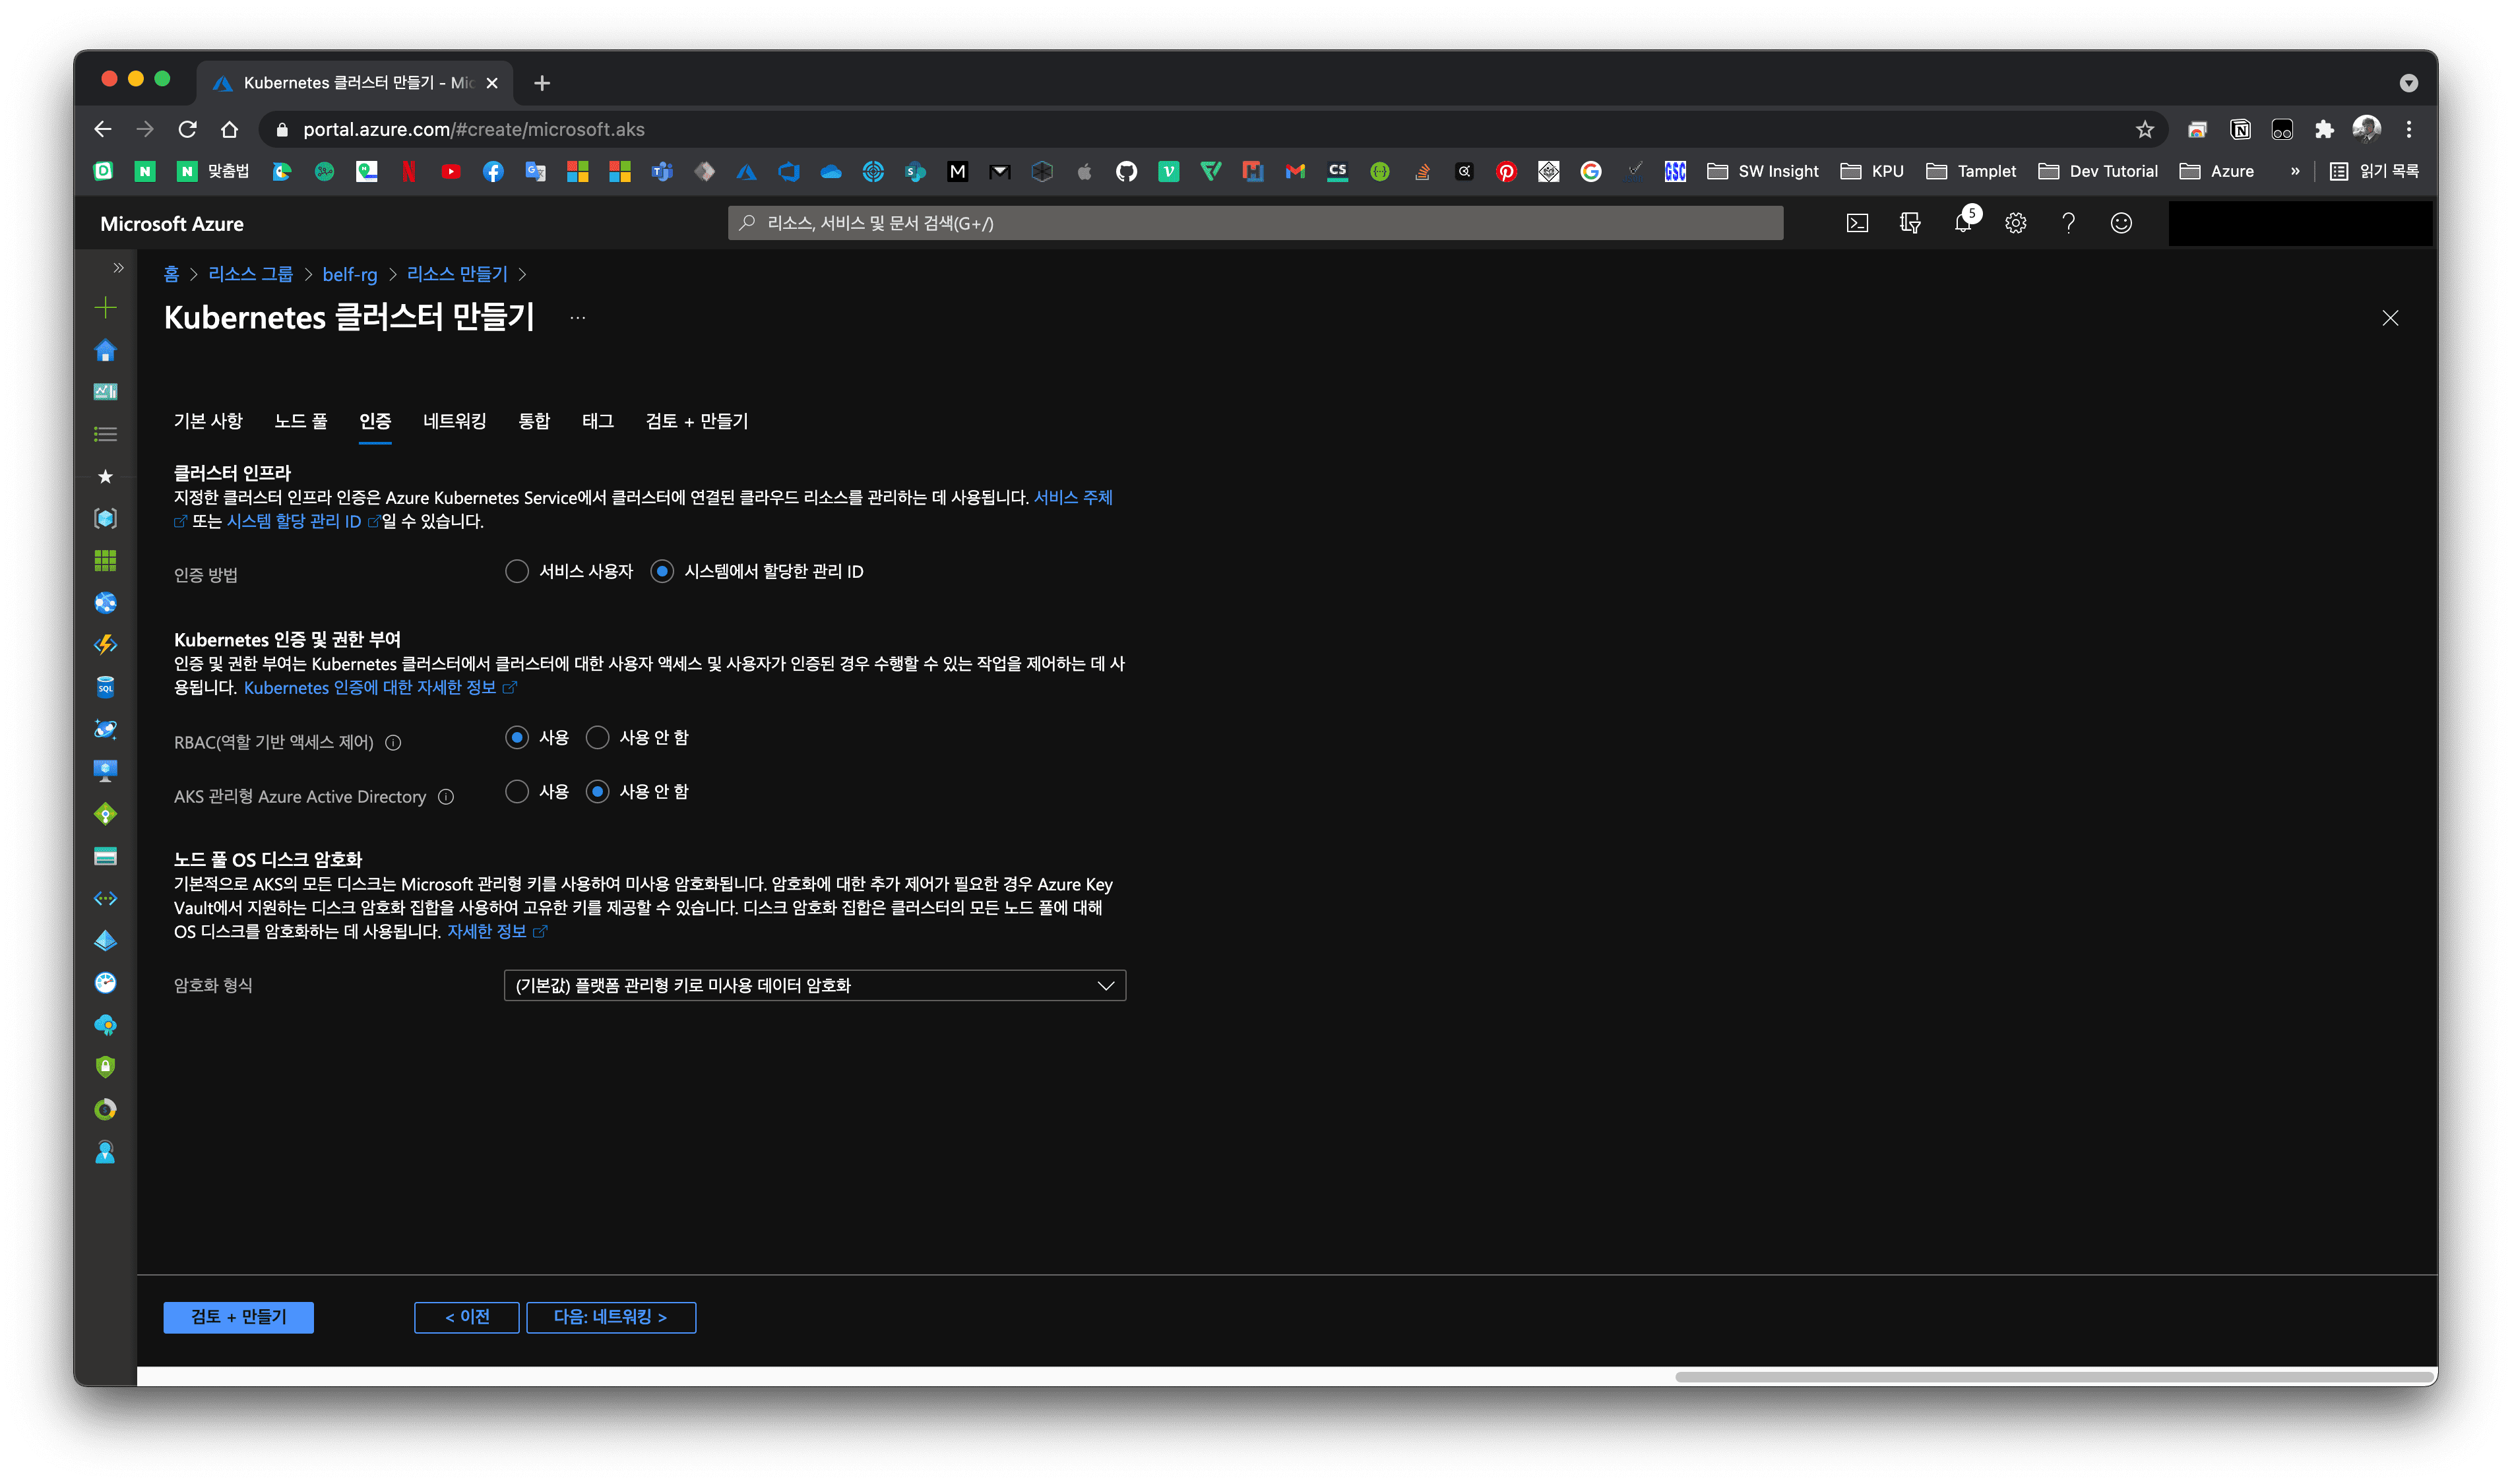 Kubernetes 클러스터 만들기 - Mic
portal.azure.com/#create/microsoft.aks
맞춤법
SW Insight
KPU
Tamplet
Dev Tutorial
Azure
»
읽기 목록
Microsoft Azure
리소스, 서비스 및 문서 검색(G+/)
5
홈 > 리소스 그룹 > belf-rg > 리소스 만들기 >
Kubernetes 클러스터 만들기 ...
기본 사항 노드 풀 인증 네트워킹 통합 태그 검토 + 만들기
클러스터 인프라
지정한 클러스터 인프라 인증은 Azure Kubernetes Service에서 클러스터에 연결된 클라우드 리소스를 관리하는 데 사용됩니다. 서비스 주체
또는 시스템 할당 관리 ID 일 수 있습니다.
인증 방법 서비스 사용자 시스템에서 할당한 관리 ID
Kubernetes 인증 및 권한 부여
인증 및 권한 부여는 Kubernetes 클러스터에서 클러스터에 대한 사용자 액세스 및 사용자가 인증된 경우 수행할 수 있는 작업을 제어하는 데 사
용됩니다. Kubernetes 인증에 대한 자세한 정보
RBAC(역할 기반 액세스 제어) 사용 사용 안 함
AKS 관리형 Azure Active Directory 사용 사용 안 함
노드 풀 OS 디스크 암호화
기본적으로 AKS의 모든 디스크는 Microsoft 관리형 키를 사용하여 미사용 암호화됩니다. 암호화에 대한 추가 제어가 필요한 경우 Azure Key
Vault에서 지원하는 디스크 암호화 집합을 사용하여 고유한 키를 제공할 수 있습니다. 디스크 암호화 집합은 클러스터의 모든 노드 풀에 대해
OS 디스크를 암호화하는 데 사용됩니다. 자세한 정보
암호화 형식 (기본값) 플랫폼 관리형 키로 미사용 데이터 암호화
검토 + 만들기 < 이전 다음: 네트워킹 >